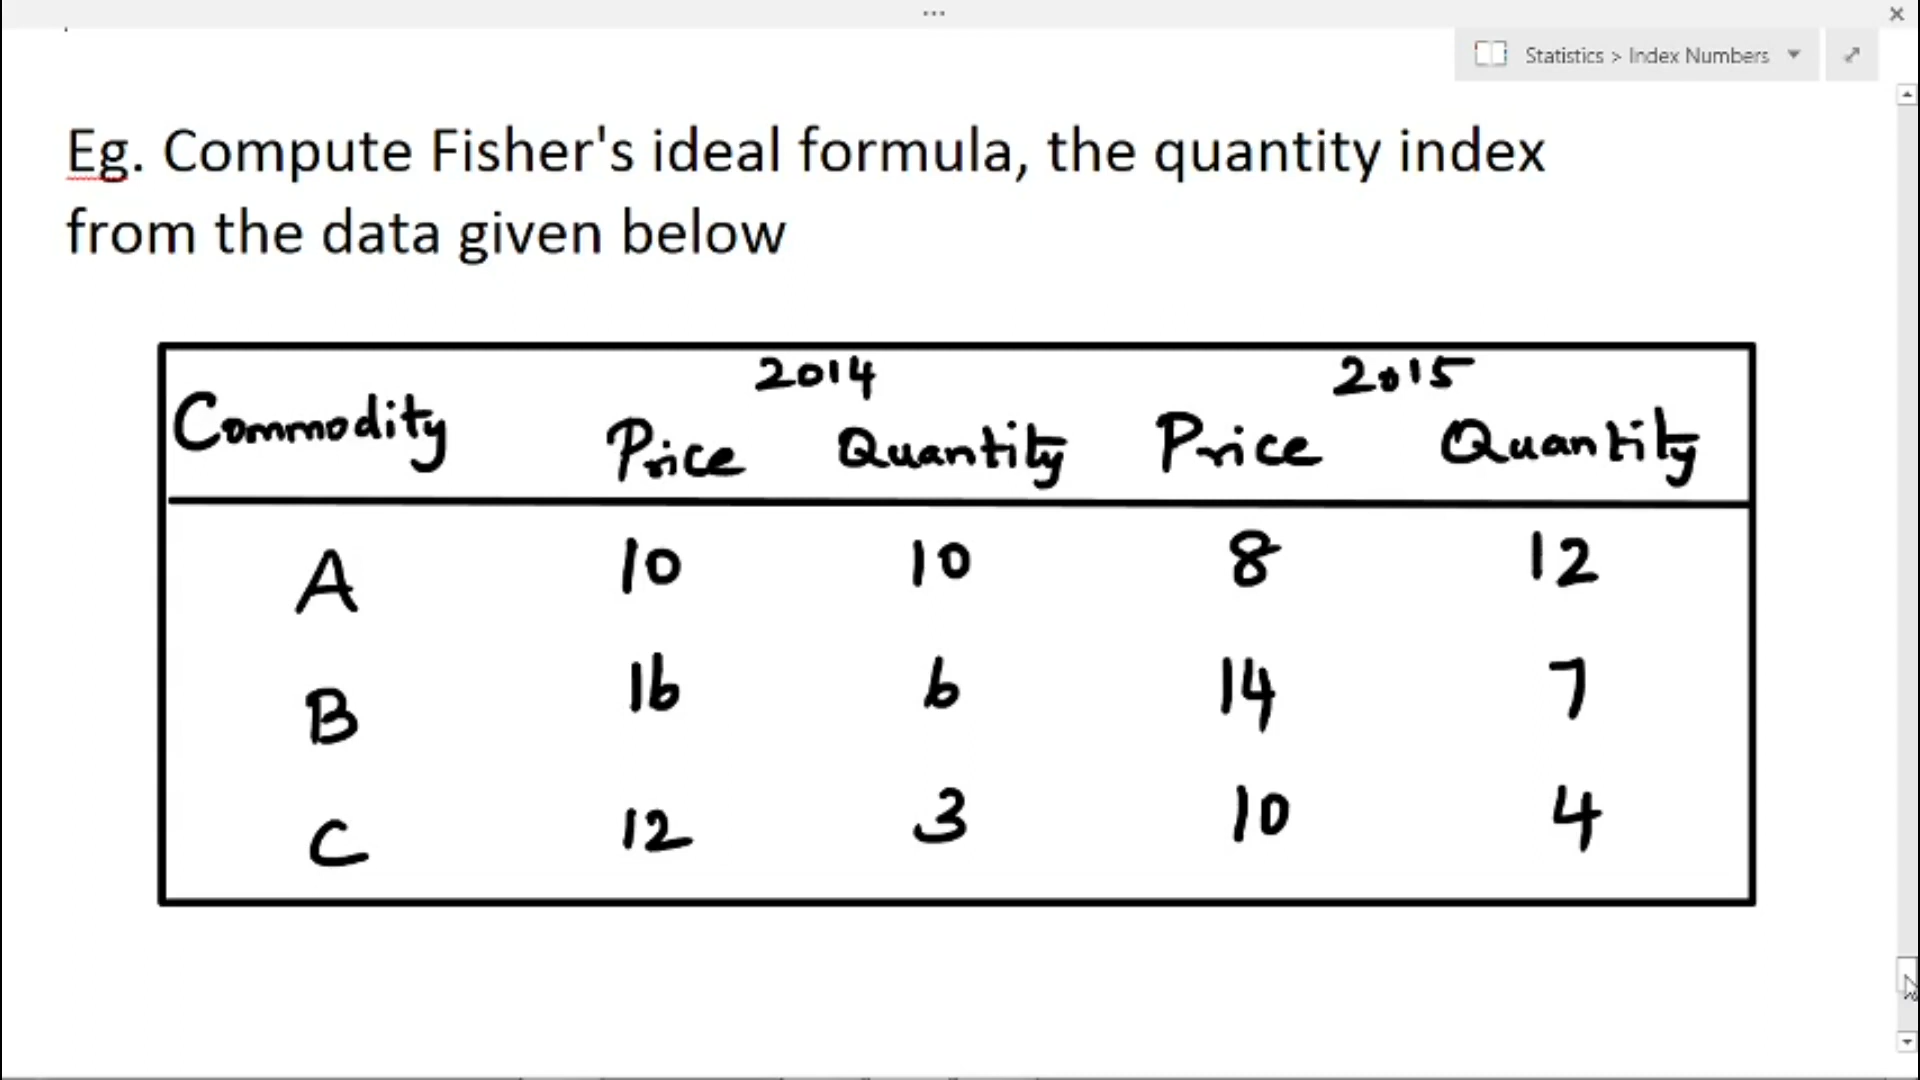 Statistics > Index Numbers
Eg. Compute Fisher's ideal formula, the quantity index
from the data given below
2014 2015
Commodity Price Quantity Price Quantity
A 10 10 8 12
B 16 6 14 7
C 12 3 10 4